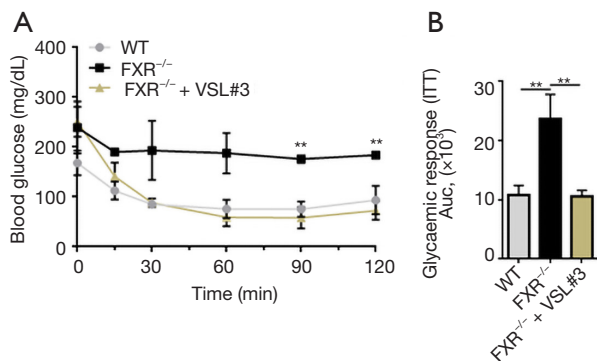 A
WT
FXR⁻/⁻
FXR⁻/⁻ + VSL#3
Blood glucose (mg/dL)
400
300
200
100
0
**
**
0
30
60
90
120
Time (min)
B
Glycaemic response (ITT)
Auc, (×10³)
30
20
10
0
**
**
WT
FXR⁻/⁻
FXR⁻/⁻ + VSL#3